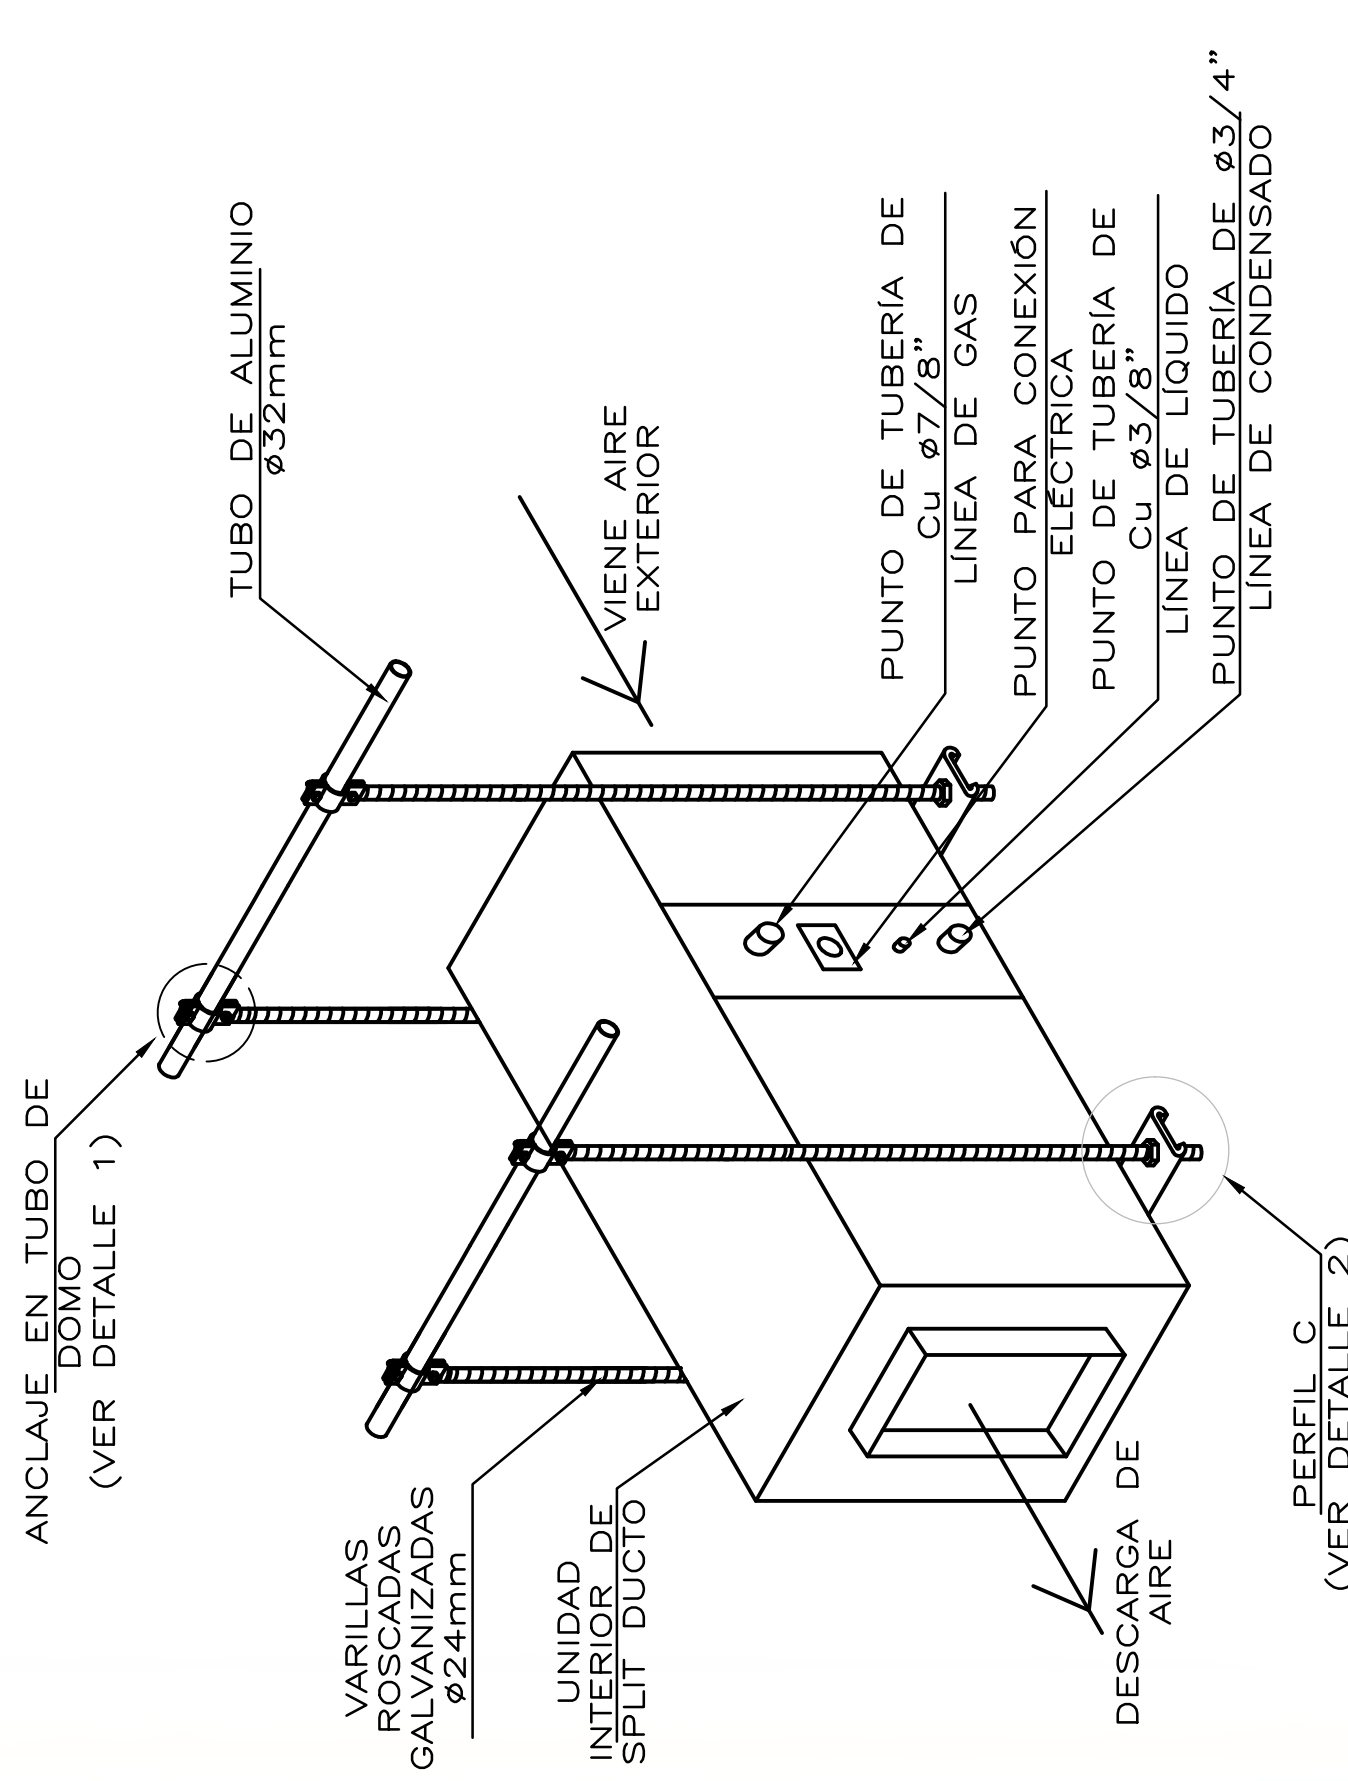 ANCLAJE EN TUBO DE
DOMO
(VER DETALLE 1)
TUBO DE ALUMINIO
ø32mm
VARILLAS
ROSCADAS
GALVANIZADAS
ø24mm
UNIDAD
INTERIOR DE
SPLIT DUCTO
VIENE AIRE
EXTERIOR
PUNTO DE TUBERÍA DE
Cu ø7/8”
LÍNEA DE GAS
PUNTO PARA CONEXIÓN
ELÉCTRICA
PUNTO DE TUBERÍA DE
Cu ø3/8”
LÍNEA DE LÍQUIDO
PUNTO DE TUBERÍA DE ø3/4”
LÍNEA DE CONDENSADO
DESCARGA DE
AIRE
PERFIL C
(VER DETALLE 2)